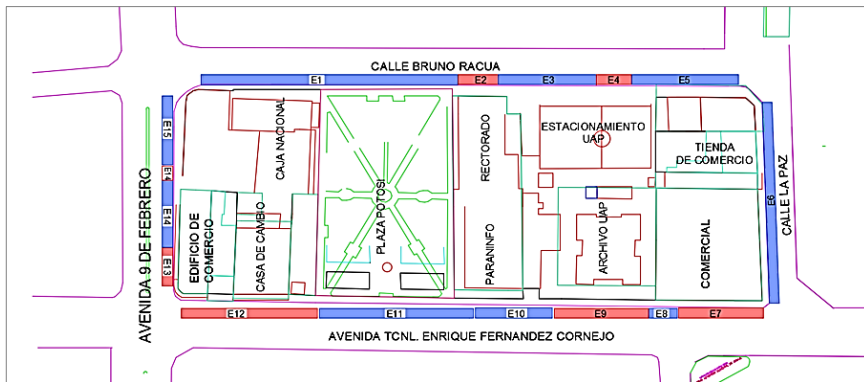 CALLE BRUNO RACUA
E1
E2
E3
E4
E5
E15
E14
E14
E13
AVENIDA 9 DE FEBRERO
CAJA NACIONAL
EDIFICIO DE
COMERCIO
CASA DE CAMBIO
PLAZA POTOSI
RECTORADO
PARANINFO
ESTACIONAMIENTO
UAP
ARCHIVO UAP
TIENDA
DE COMERCIO
COMERCIAL
E6
CALLE LA PAZ
E12
E11
E10
E9
E8
E7
AVENIDA TCNL. ENRIQUE FERNANDEZ CORNEJO